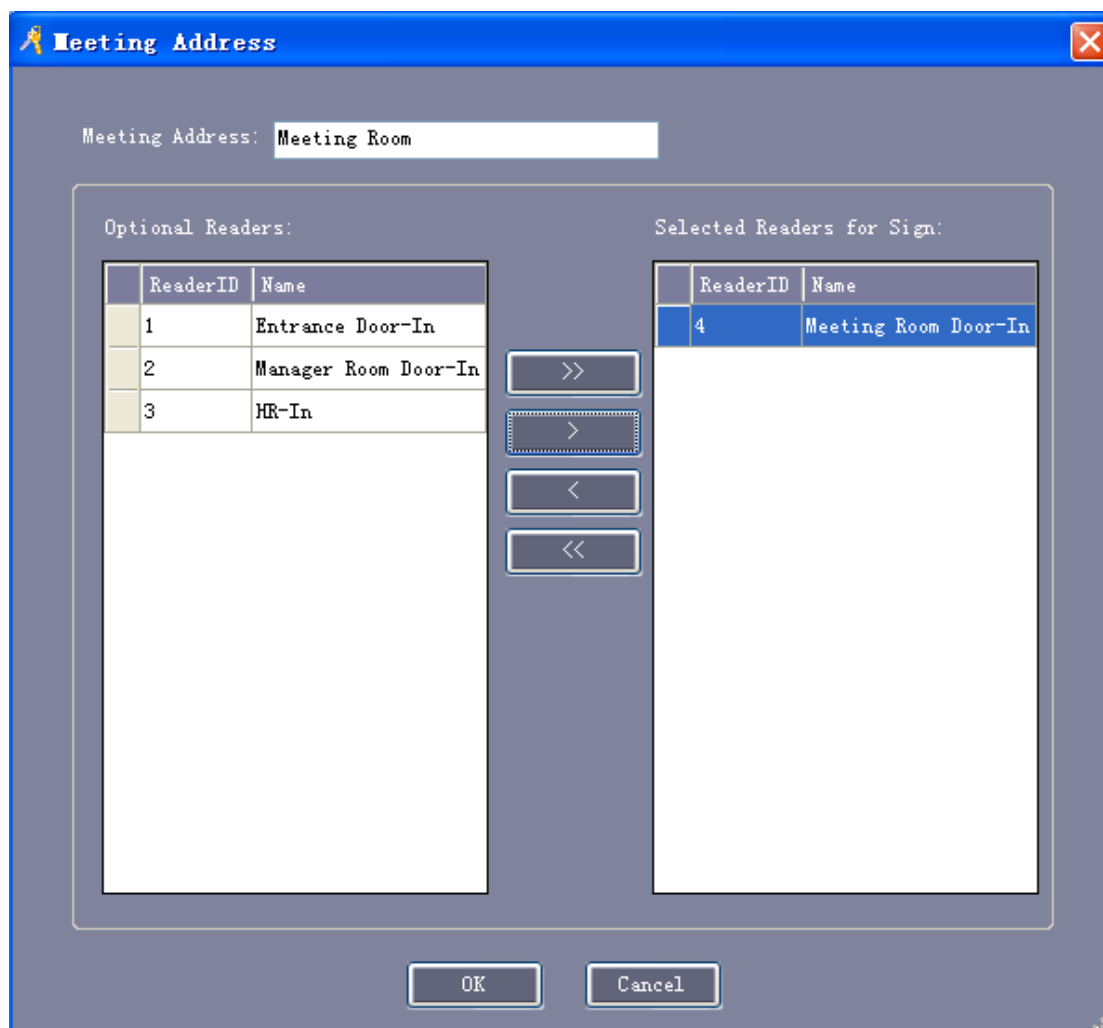 Meeting Address
Meeting Address: Meeting Room
Optional Readers:
Selected Readers for Sign:
ReaderID Name
1 Entrance Door-In
2 Manager Room Door-In
3 HR-In
ReaderID Name
4 Meeting Room Door-In
>>
>
<
<<
OK
Cancel